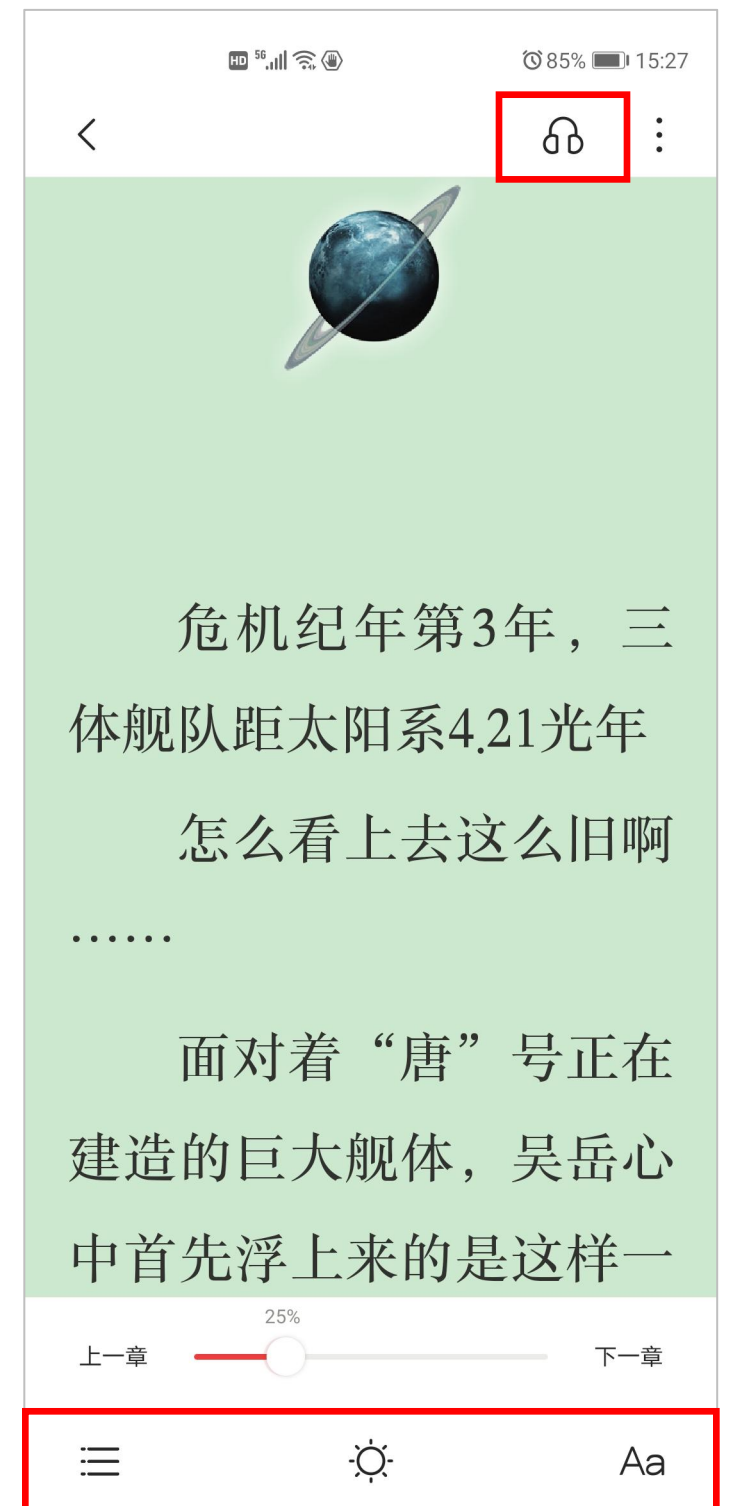 HD 5G 85% 15:27
危机纪年第3年，三
体舰队距太阳系4.21光年
怎么看上去这么旧啊
……
面对着“唐”号正在
建造的巨大舰体，吴岳心
中首先浮上来的是这样一
25%
上一章 下一章
Aa